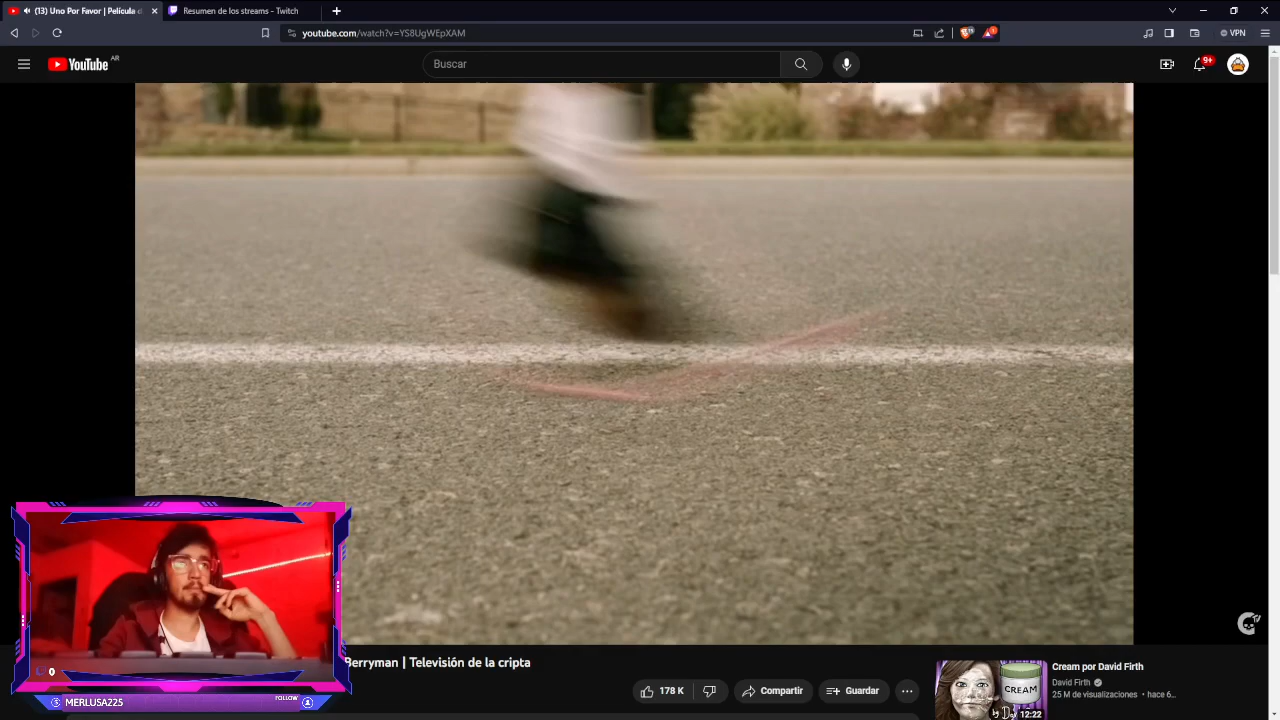 (13) Uno Por Favor | Película d
Resumen de los streams - Twitch
youtube.com/watch?v=YS8UgWEpXAM
VPN
YouTube AR
Buscar
9+
Berryman | Televisión de la cripta
178 K
Compartir
Guardar
Cream por David Firth
David Firth
25 M de visualizaciones • hace 6...
CREAM
12:22
0
MERLUSA225
FOLLOW